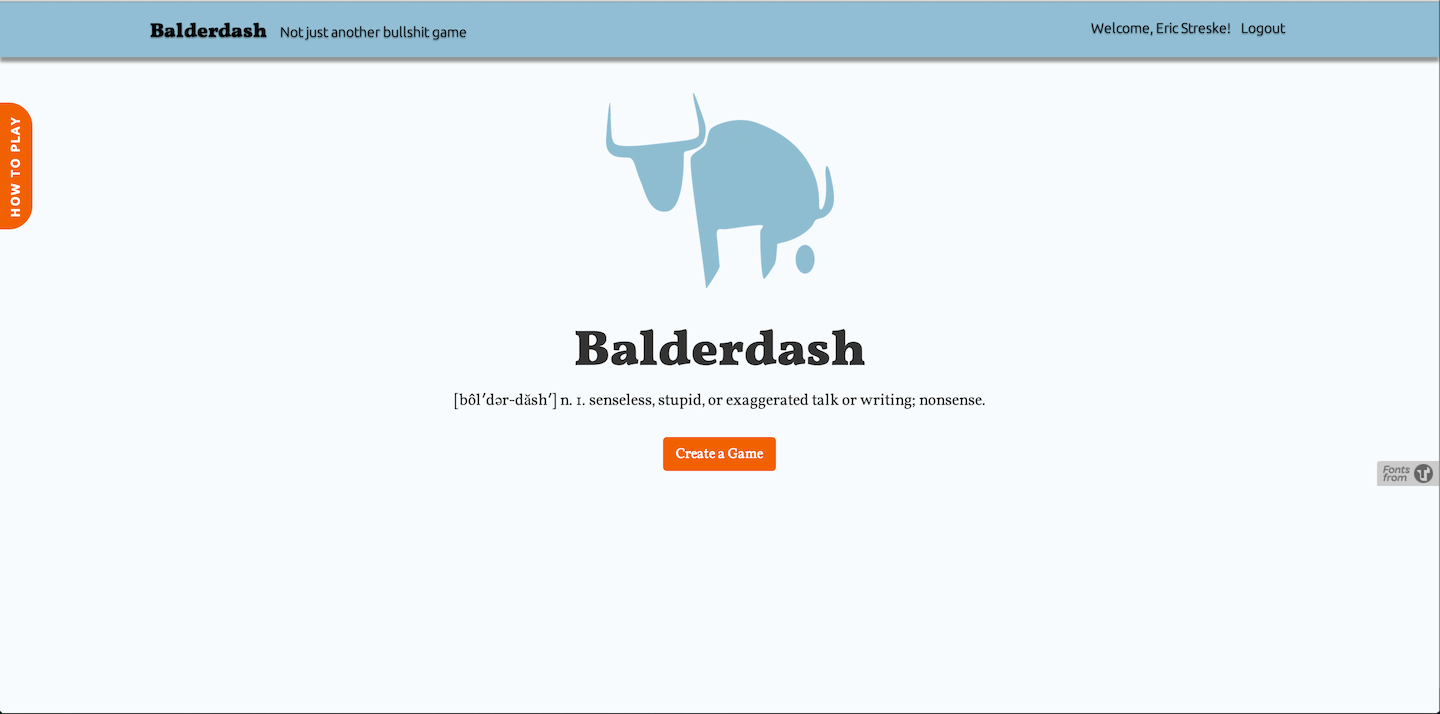 Balderdash Not just another bullshit game Welcome, Eric Streske! Logout
HOW TO PLAY
Balderdash
[bôl′dər-dăsh′] n. 1. senseless, stupid, or exaggerated talk or writing; nonsense.
Create a Game
Fonts
from